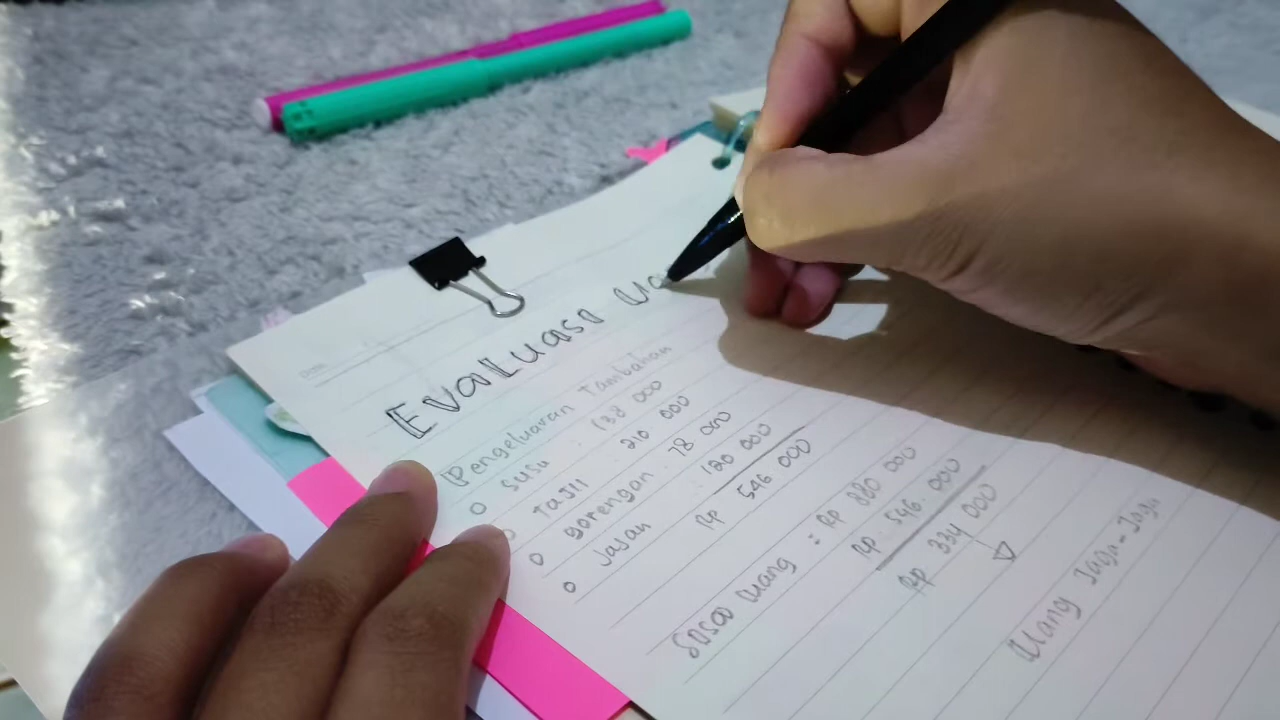 Evaluasi ua
Pengeluaran Tambahan
o susu : 138 000
o TaJIl : 210 000
o gorengan . 78 000
o Jajan : 120 000
Rp 546 000
Sisa uang : Rp 880 000
Rp. 546.000
Rp 334 000
Uang Jaga-Jaga